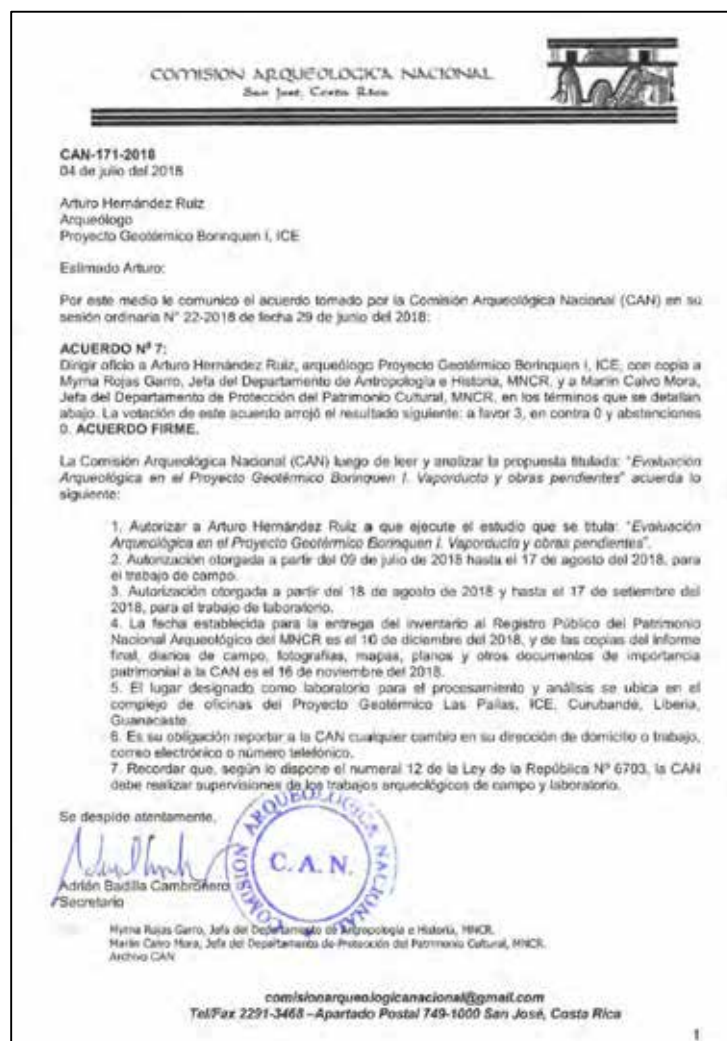 COMISION ARQUEOLOGICA NACIONAL
San José, Costa Rica
CAN-171-2018
04 de julio del 2018
Arturo Hernández Ruiz
Arqueólogo
Proyecto Geotérmico Borinquen I, ICE
Estimado Arturo:
Por este medio le comunico el acuerdo tomado por la Comisión Arqueológica Nacional (CAN) en su
sesión ordinaria N° 22-2018 de fecha 29 de junio del 2018:
ACUERDO Nº 7:
Dirigir oficio a Arturo Hernández Ruiz, arqueólogo Proyecto Geotérmico Borinquen I, ICE, con copia a
Myrna Rojas Garro, Jefa del Departamento de Antropología e Historia, MNCR, y a Marlin Calvo Mora,
Jefa del Departamento de Protección del Patrimonio Cultural, MNCR, en los términos que se detallan
abajo. La votación de este acuerdo arrojó el resultado siguiente: a favor 3, en contra 0 y abstenciones
0. ACUERDO FIRME.
La Comisión Arqueológica Nacional (CAN) luego de leer y analizar la propuesta titulada: "Evaluación
Arqueológica en el Proyecto Geotérmico Borinquen I. Vaporducto y obras pendientes" acuerda lo
siguiente:
1. Autorizar a Arturo Hernández Ruiz a que ejecute el estudio que se titula: "Evaluación
Arqueológica en el Proyecto Geotérmico Borinquen I. Vaporducto y obras pendientes".
2. Autorización otorgada a partir del 09 de julio de 2018 hasta el 17 de agosto del 2018, para
el trabajo de campo.
3. Autorización otorgada a partir del 18 de agosto de 2018 y hasta el 17 de setiembre del
2018, para el trabajo de laboratorio.
4. La fecha establecida para la entrega del inventario al Registro Público del Patrimonio
Nacional Arqueológico del MNCR es el 10 de diciembre del 2018, y de las copias del informe
final, diarios de campo, fotografías, mapas, planos y otros documentos de importancia
patrimonial a la CAN es el 16 de noviembre del 2018.
5. El lugar designado como laboratorio para el procesamiento y análisis se ubica en el
complejo de oficinas del Proyecto Geotérmico Las Pailas, ICE, Curubandé, Liberia,
Guanacaste.
6. Es su obligación reportar a la CAN cualquier cambio en su dirección de domicilio o trabajo,
correo electrónico o número telefónico.
7. Recordar que, según lo dispone el numeral 12 de la Ley de la República N° 6703, la CAN
debe realizar supervisiones de los trabajos arqueológicos de campo y laboratorio.
Se despide atentamente,
COMISION ARQUEOLOGICA NACIONAL
C.A.N.
Adrián Badilla Cambronero
Secretario
Myrna Rojas Garro, Jefa del Departamento de Antropología e Historia, MNCR.
Marlin Calvo Mora, Jefa del Departamento de Protección del Patrimonio Cultural, MNCR.
Archivo CAN
comisionarqueologicanacional@gmail.com
Tel/Fax 2291-3468 – Apartado Postal 749-1000 San José, Costa Rica
1